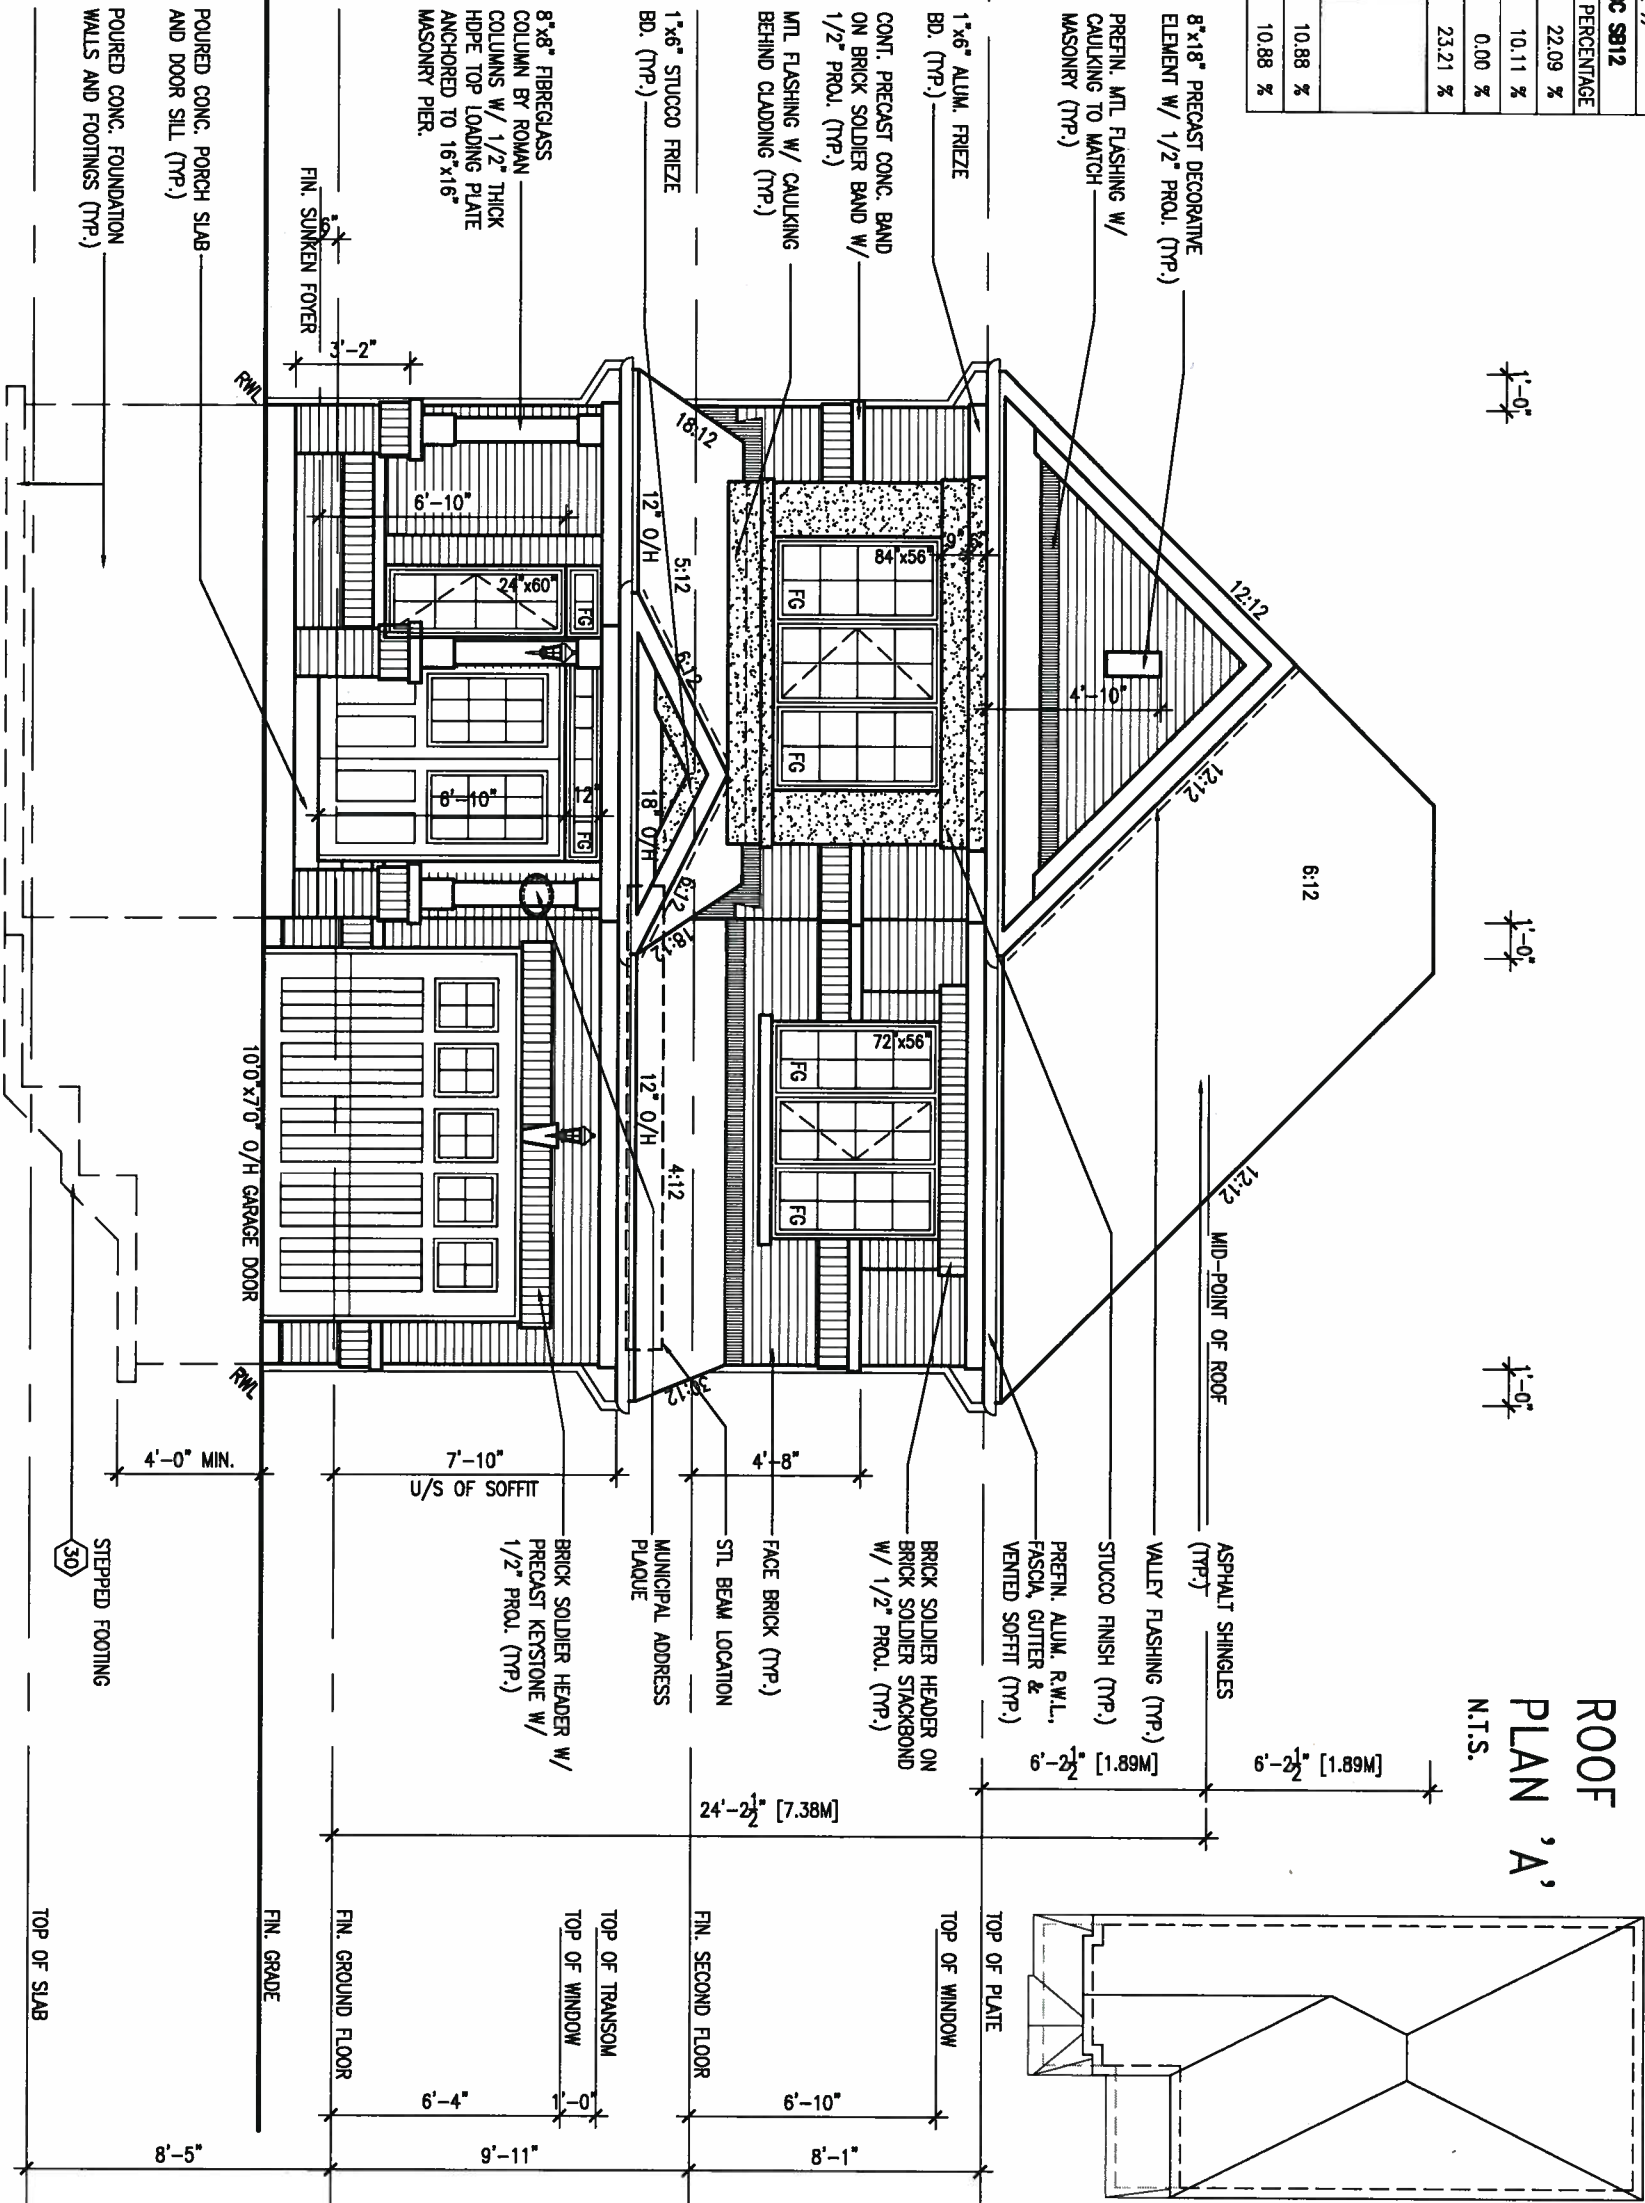 OC SB12
PERCENTAGE
22.09 %
10.11 %
0.00 %
23.21 %
10.88 %
10.88 %
8"x18" PRECAST DECORATIVE
ELEMENT W/ 1/2" PROJ. (TYP.)
PREFIN. MTL FLASHING W/
CAULKING TO MATCH
MASONRY (TYP.)
1"x6" ALUM. FRIEZE
BD. (TYP.)
CONT. PRECAST CONC. BAND
ON BRICK SOLDIER BAND W/
1/2" PROJ. (TYP.)
MTL FLASHING W/ CAULKING
BEHIND CLADDING (TYP.)
1"x6" STUCCO FRIEZE
BD. (TYP.)
8"x8" FIBREGLASS
COLUMN BY ROMAN
COLUMNS W/ 1/2" THICK
HDPE TOP LOADING PLATE
ANCHORED TO 16"x16"
MASONRY PIER.
FIN. SUNKEN FOYER
6"
POURED CONC. PORCH SLAB
AND DOOR SILL (TYP.)
POURED CONC. FOUNDATION
WALLS AND FOOTINGS (TYP.)
1'-0"
1'-0"
1'-0"
12:12
12:12
6:12
12:12
MID-POINT OF ROOF
4'-10"
9"
6"
84"x56"
FG
FG
72"x56"
FG
FG
18:12
12" O/H
5:12
6:12
18" O/H
6:12
18:12
12" O/H
4:12
30:12
3'-2"
6'-10"
24"x60"
FG
6'-10"
12"
FG
RWL
RWL
10'0"x7'0" O/H GARAGE DOOR
4'-0" MIN.
7'-10"
U/S OF SOFFIT
4'-8"
ASPHALT SHINGLES
(TYP.)
VALLEY FLASHING (TYP.)
STUCCO FINISH (TYP.)
PREFIN. ALUM. R.W.L.,
FASCIA, GUTTER &
VENTED SOFFIT (TYP.)
BRICK SOLDIER HEADER ON
BRICK SOLDIER STACKBOND
W/ 1/2" PROJ. (TYP.)
FACE BRICK (TYP.)
STL BEAM LOCATION
MUNICIPAL ADDRESS
PLAQUE
BRICK SOLDIER HEADER W/
PRECAST KEYSTONE W/
1/2" PROJ. (TYP.)
STEPPED FOOTING
30
ROOF
PLAN 'A'
N.T.S.
6'-2½" [1.89M]
6'-2½" [1.89M]
24'-2½" [7.38M]
TOP OF PLATE
TOP OF WINDOW
FIN. SECOND FLOOR
TOP OF TRANSOM
TOP OF WINDOW
FIN. GROUND FLOOR
FIN. GRADE
TOP OF SLAB
6'-10"
1'-0"
6'-4"
8'-1"
9'-11"
8'-5"